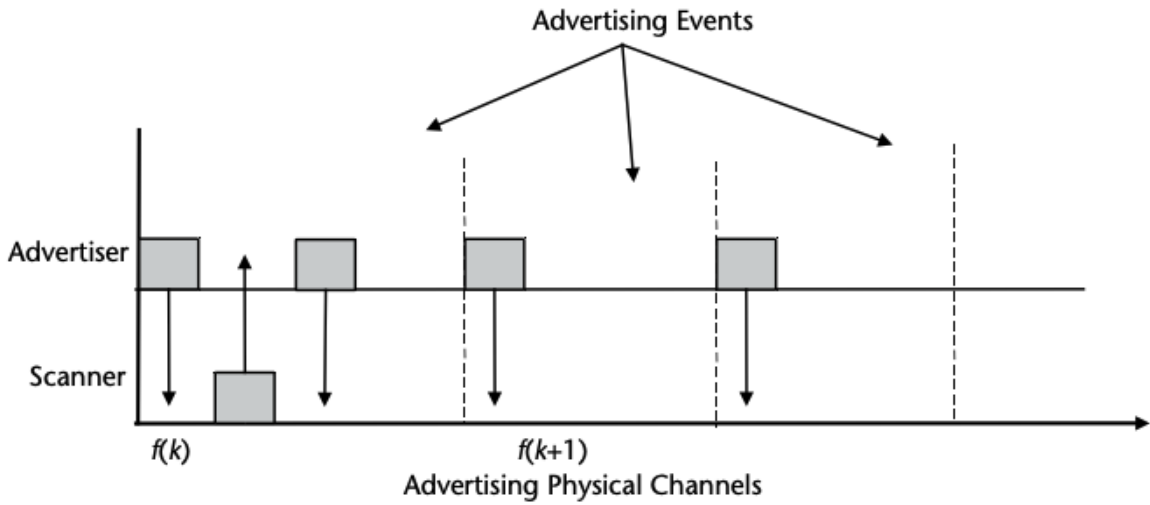 Advertising Events
Advertiser
Scanner
f(k)
f(k+1)
Advertising Physical Channels